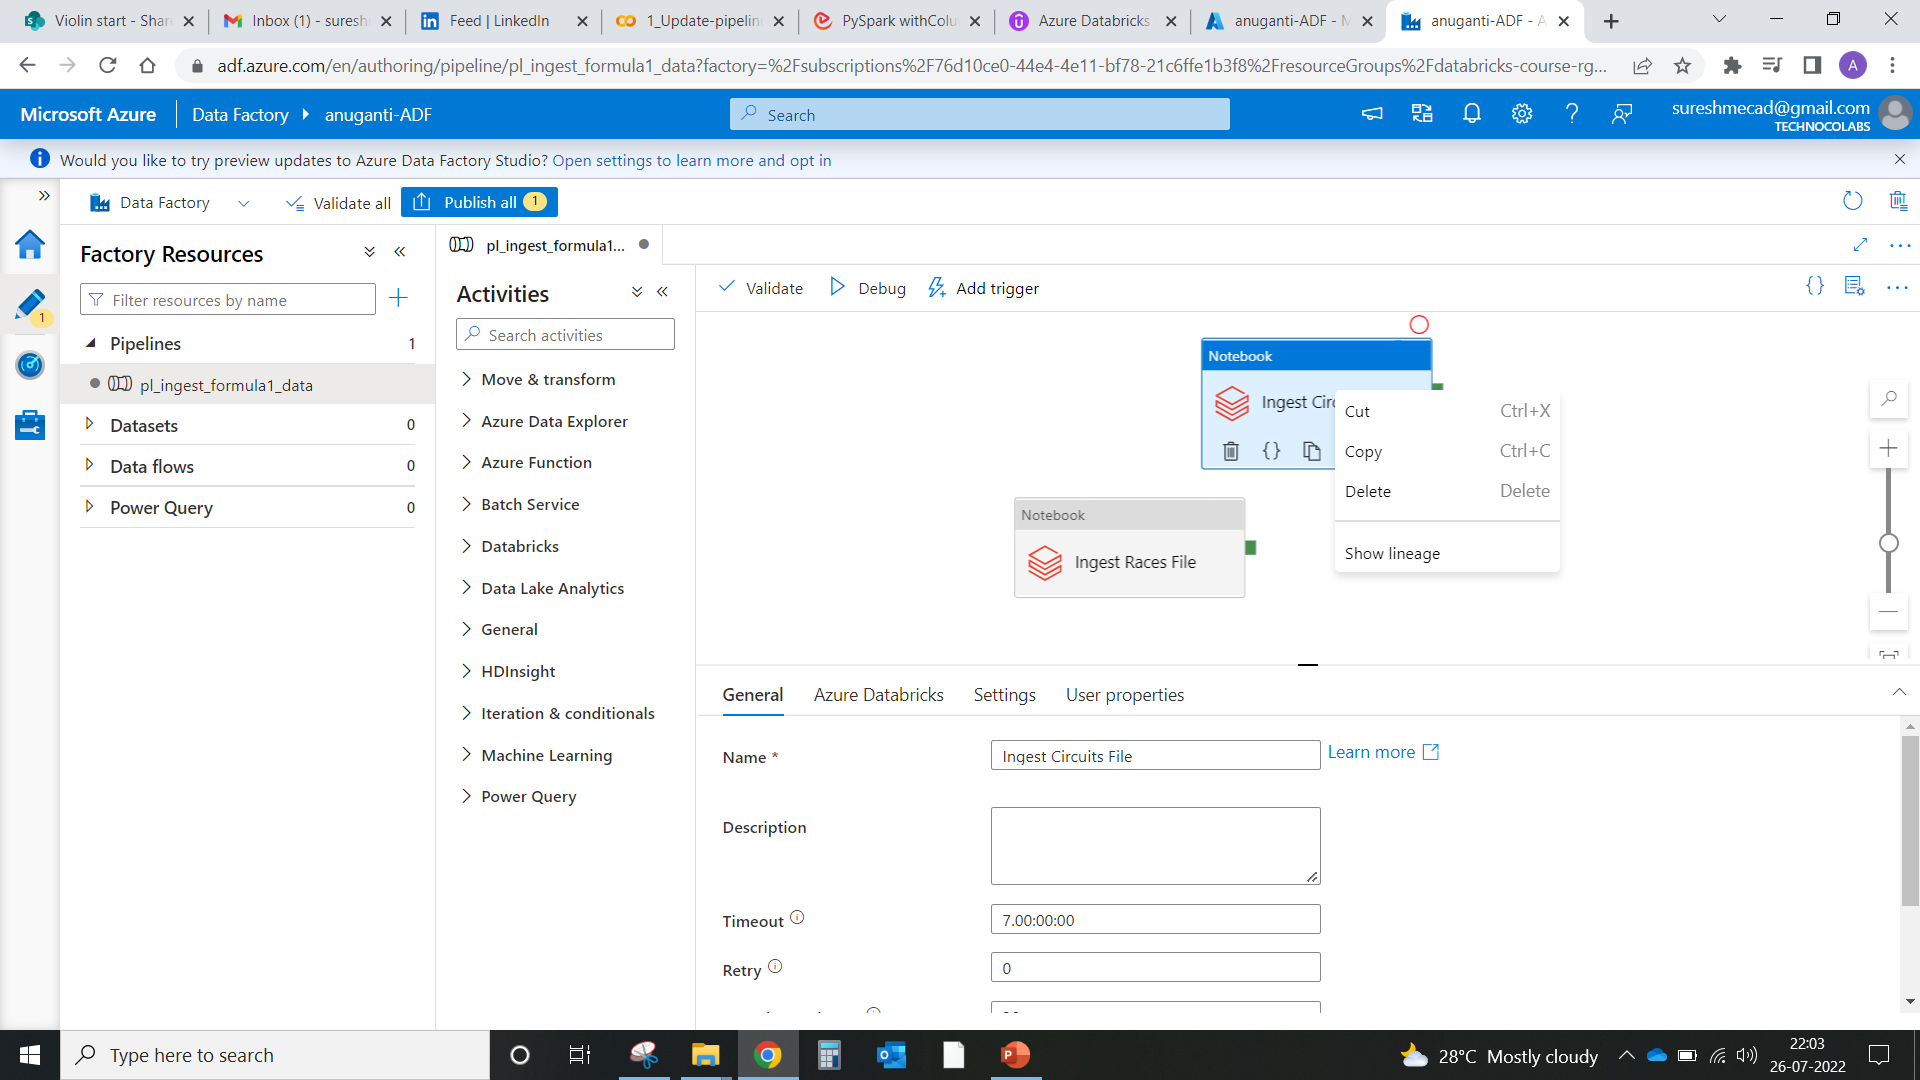 Violin start - Shar
Inbox (1) - suresh
Feed | LinkedIn
1_Update-pipelin
PySpark withColu
Azure Databricks
anuganti-ADF - M
anuganti-ADF - A
adf.azure.com/en/authoring/pipeline/pl_ingest_formula1_data?factory=%2Fsubscriptions%2F76d10ce0-44e4-4e11-bf78-21c6ffe1b3f8%2FresourceGroups%2Fdatabricks-course-rg...
A
Microsoft Azure
Data Factory
anuganti-ADF
Search
sureshmecad@gmail.com
TECHNOCOLABS
Would you like to try preview updates to Azure Data Factory Studio? Open settings to learn more and opt in
Data Factory
Validate all
Publish all
1
Factory Resources
Filter resources by name
1
Pipelines
1
pl_ingest_formula1_data
Datasets
0
Data flows
0
Power Query
0
pl_ingest_formula1...
Activities
Search activities
Move & transform
Azure Data Explorer
Azure Function
Batch Service
Databricks
Data Lake Analytics
General
HDInsight
Iteration & conditionals
Machine Learning
Power Query
Validate
Debug
Add trigger
Notebook
Ingest Circ
Cut
Ctrl+X
Copy
Ctrl+C
Delete
Delete
Show lineage
Notebook
Ingest Races File
General
Azure Databricks
Settings
User properties
Name *
Ingest Circuits File
Learn more
Description
Timeout
7.00:00:00
Retry
0
Type here to search
28°C Mostly cloudy
22:03
26-07-2022